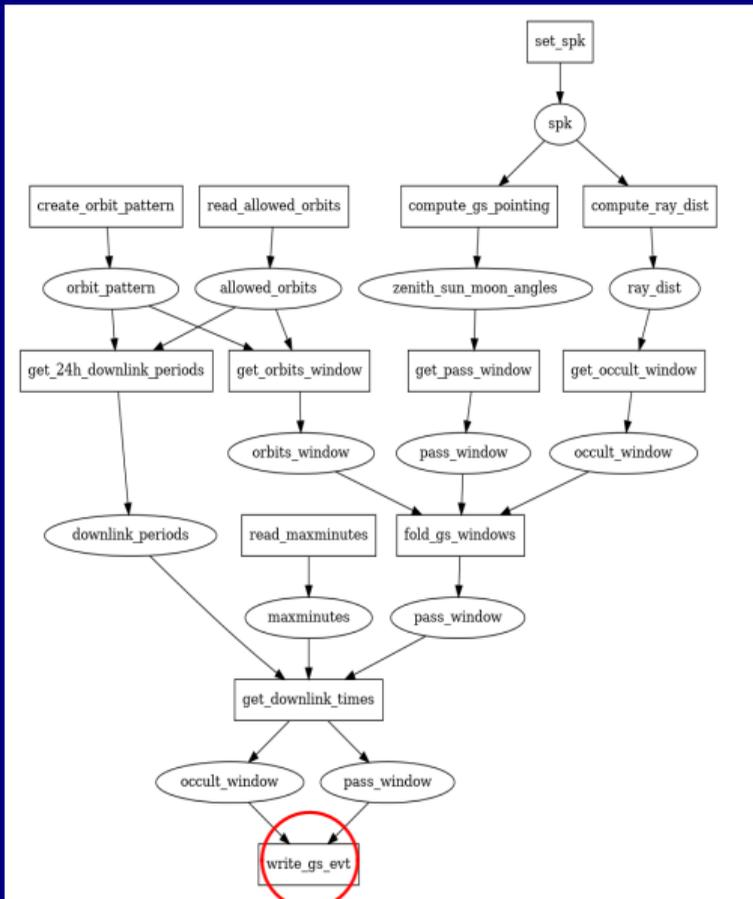 set_spk
spk
create_orbit_pattern
read_allowed_orbits
compute_gs_pointing
compute_ray_dist
orbit_pattern
allowed_orbits
zenith_sun_moon_angles
ray_dist
get_24h_downlink_periods
get_orbits_window
get_pass_window
get_occult_window
orbits_window
pass_window
occult_window
downlink_periods
read_maxminutes
fold_gs_windows
maxminutes
pass_window
get_downlink_times
occult_window
pass_window
write_gs_evt